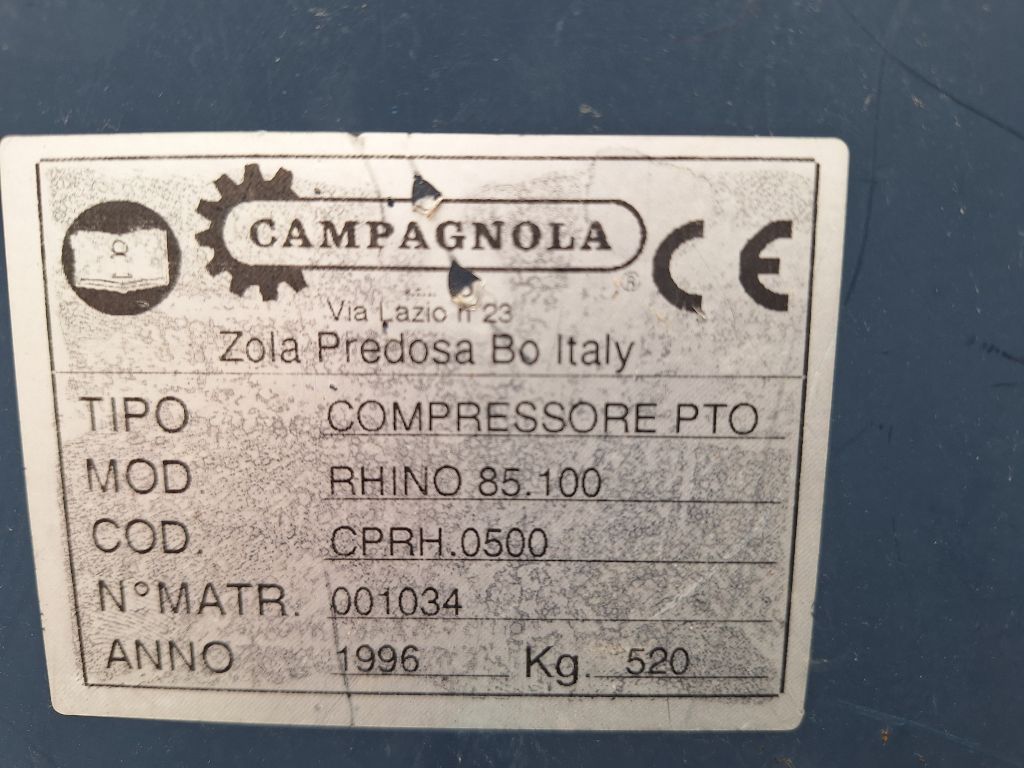 CAMPAGNOLA
CE
®
Via Lazio n 23
Zola Predosa Bo Italy
TIPO COMPRESSORE PTO
MOD. RHINO 85.100
COD. CPRH.0500
N°MATR. 001034
ANNO 1996 Kg. 520